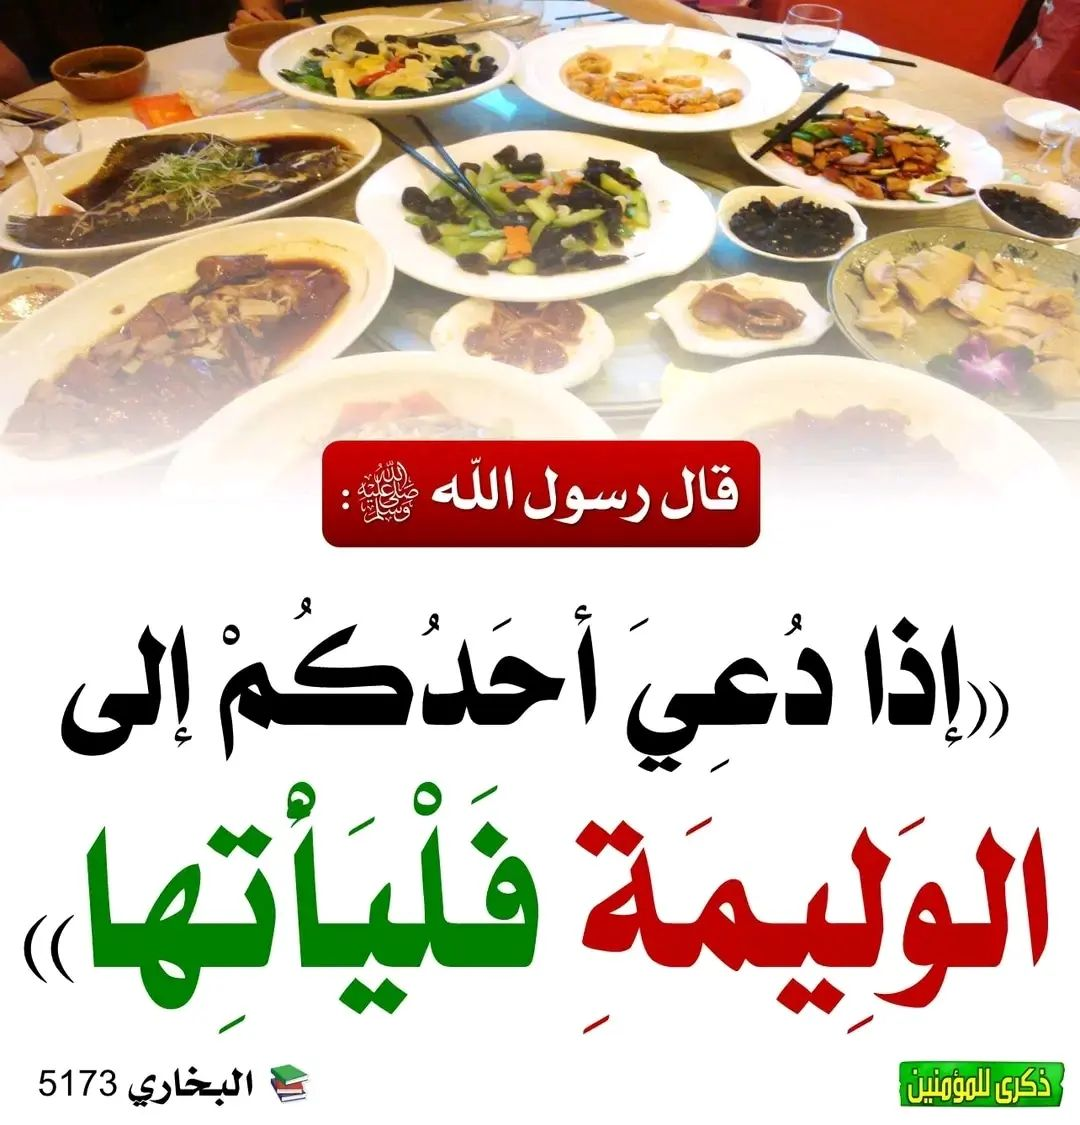 قال رسول الله ﷺ :
((إذا دُعِيَ أحَدُكُمْ إلى
الوَلِيمَةِ فَلْيَأْتِها))
البخاري 5173
ذكرى للمؤمنين